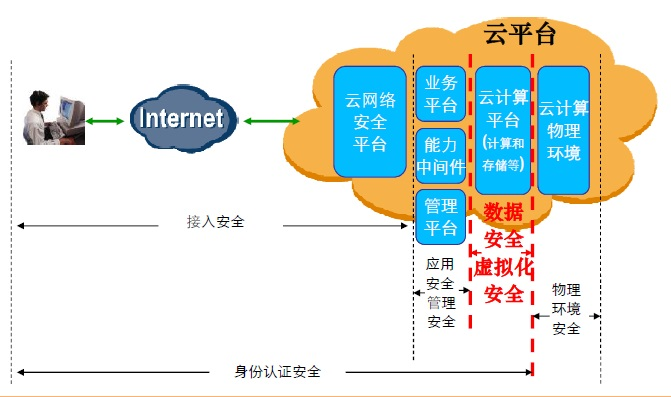 云平台
Internet
云网络
安全
平台
业务
平台
能力
中间件
管理
平台
云计算
平台
(计算和
存储等)
云计算
物理
环境
数据
安全
虚拟化
安全
接入安全
应用
安全
管理
安全
物理
环境
安全
身份认证安全